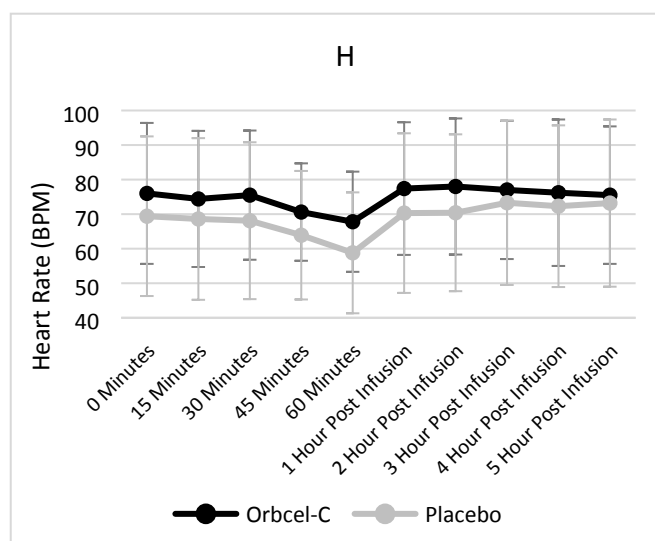 H
100
90
80
70
60
50
40
Heart Rate (BPM)
0 Minutes
15 Minutes
30 Minutes
45 Minutes
60 Minutes
1 Hour Post Infusion
2 Hour Post Infusion
3 Hour Post Infusion
4 Hour Post Infusion
5 Hour Post Infusion
Orbcel-C Placebo